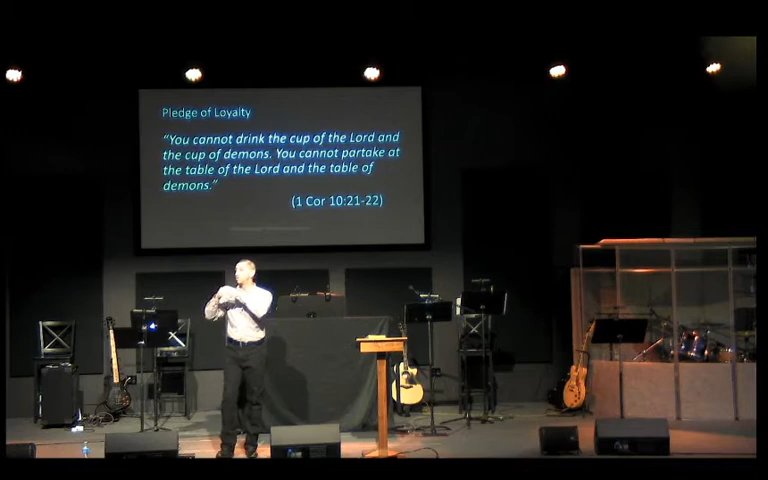 Pledge of Loyalty
“You cannot drink the cup of the Lord and
the cup of demons. You cannot partake at
the table of the Lord and the table of
demons.”
(1 Cor 10:21-22)